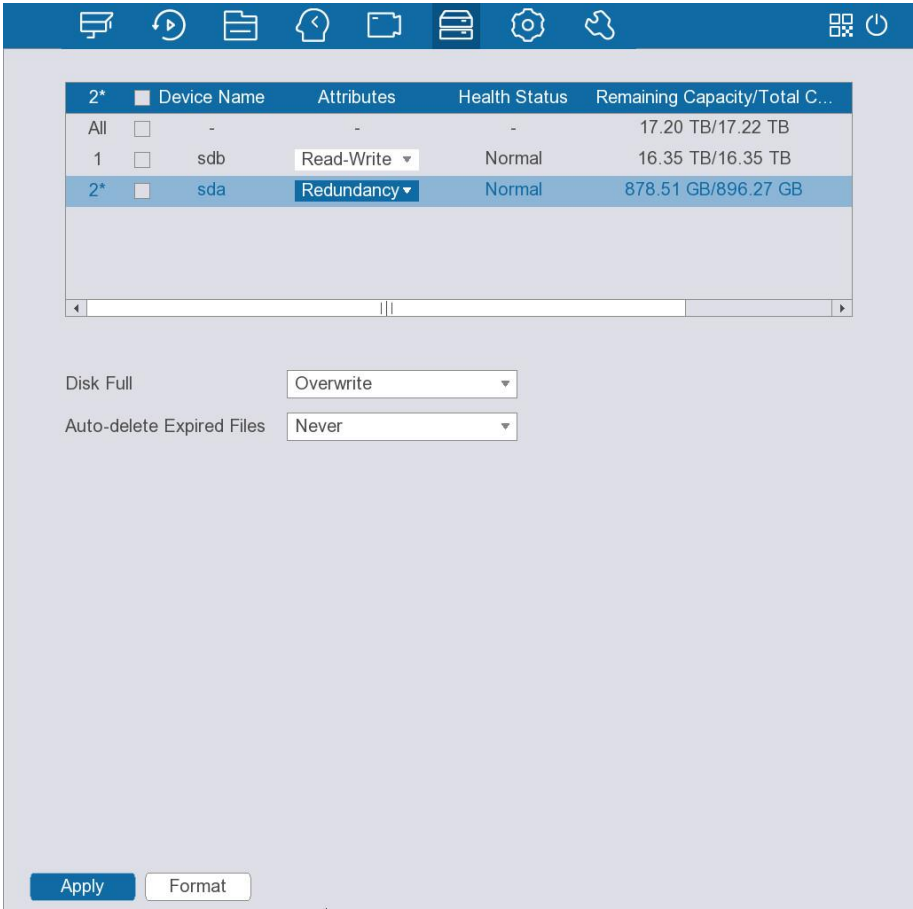 2* Device Name Attributes Health Status Remaining Capacity/Total C...
All - - - 17.20 TB/17.22 TB
1 sdb Read-Write Normal 16.35 TB/16.35 TB
2* sda Redundancy Normal 878.51 GB/896.27 GB
Disk Full Overwrite
Auto-delete Expired Files Never
Apply Format